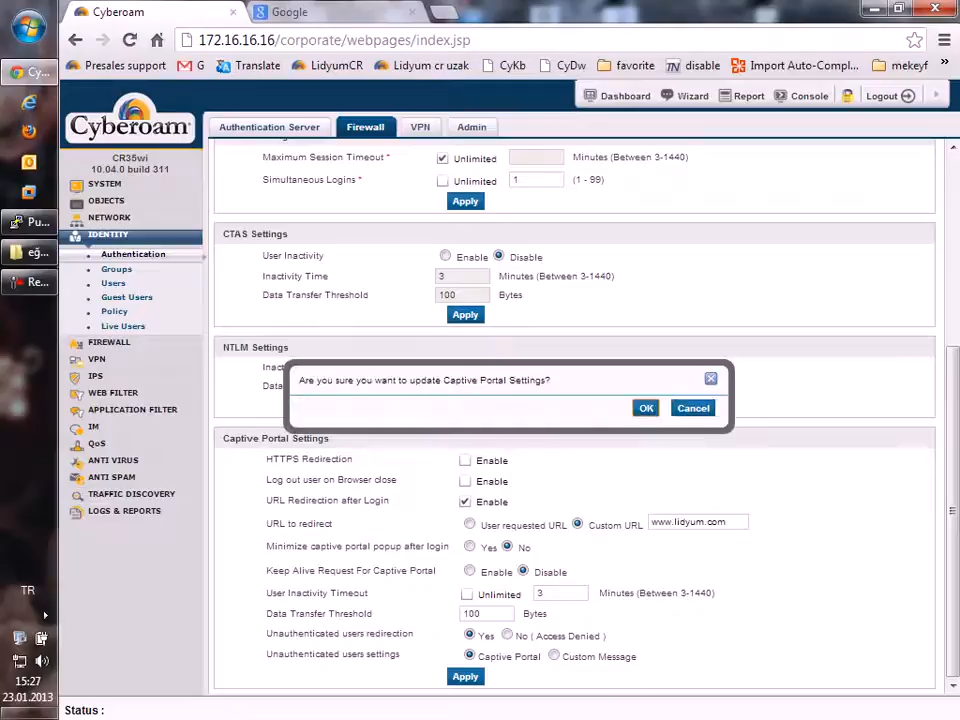 Cyberoam
Google
172.16.16.16/corporate/webpages/index.jsp
Presales support
G
Translate
LidyumCR
Lidyum cr uzak
CyKb
CyDw
favorite
disable
Import Auto-Compl...
mekeyf
»
Cy...
Pu...
eğ...
Re...
TR
15:27
23.01.2013
Cyberoam
CR35wi
10.04.0 build 311
Dashboard
Wizard
Report
Console
Logout
Authentication Server
Firewall
VPN
Admin
SYSTEM
OBJECTS
NETWORK
IDENTITY
Authentication
Groups
Users
Guest Users
Policy
Live Users
FIREWALL
VPN
IPS
WEB FILTER
APPLICATION FILTER
IM
QoS
ANTI VIRUS
ANTI SPAM
TRAFFIC DISCOVERY
LOGS & REPORTS
Maximum Session Timeout * Unlimited Minutes (Between 3-1440)
Simultaneous Logins * Unlimited 1 (1 - 99)
Apply
CTAS Settings
User Inactivity Enable Disable
Inactivity Time 3 Minutes (Between 3-1440)
Data Transfer Threshold 100 Bytes
Apply
NTLM Settings
Are you sure you want to update Captive Portal Settings?
OK Cancel
Captive Portal Settings
HTTPS Redirection Enable
Log out user on Browser close Enable
URL Redirection after Login Enable
URL to redirect User requested URL Custom URL www.lidyum.com
Minimize captive portal popup after login Yes No
Keep Alive Request For Captive Portal Enable Disable
User Inactivity Timeout Unlimited 3 Minutes (Between 3-1440)
Data Transfer Threshold 100 Bytes
Unauthenticated users redirection Yes No ( Access Denied )
Unauthenticated users settings Captive Portal Custom Message
Apply
Status :